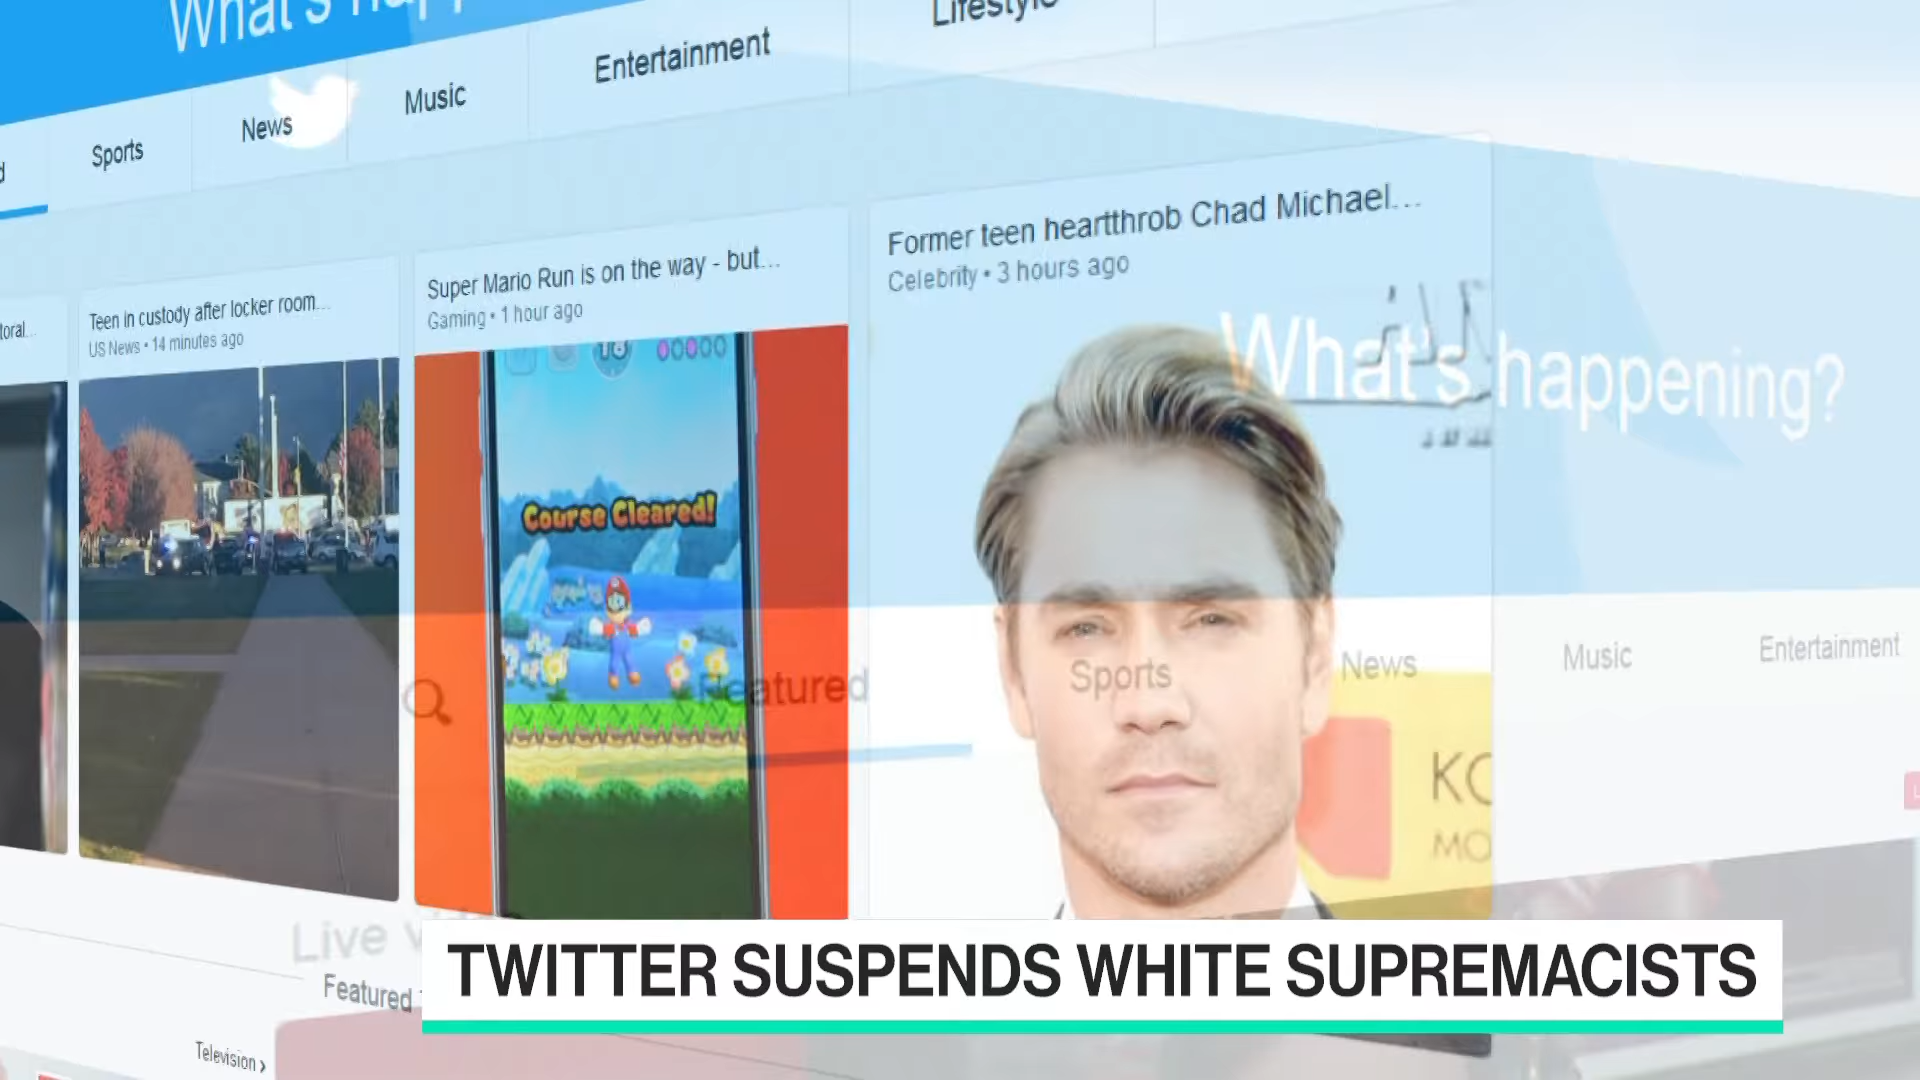 What's
Lifestyle
Entertainment
Music
News
Sports
Former teen heartthrob Chad Michael...
Celebrity • 3 hours ago
Super Mario Run is on the way - but...
Gaming • 1 hour ago
Teen in custody after locker room...
US News • 14 minutes ago
What's happening?
Course Cleared!
Featured
Sports
News
Music
Entertainment
Live
Featured
TWITTER SUSPENDS WHITE SUPREMACISTS
Television ›